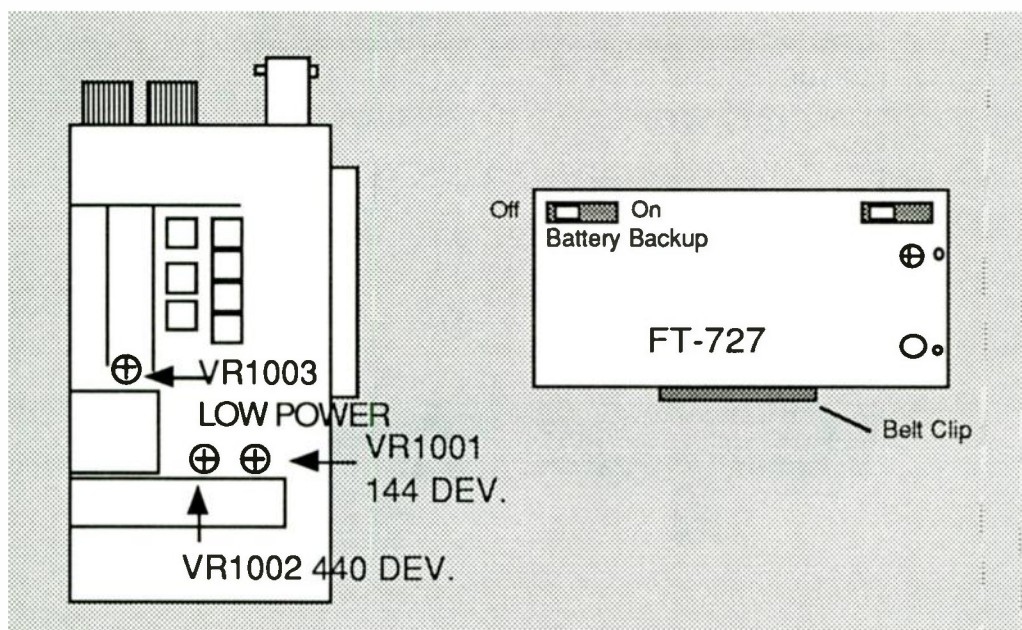 VR1003
LOW POWER
VR1001
144 DEV.
VR1002 440 DEV.
Off
On
Battery Backup
FT-727
Belt Clip